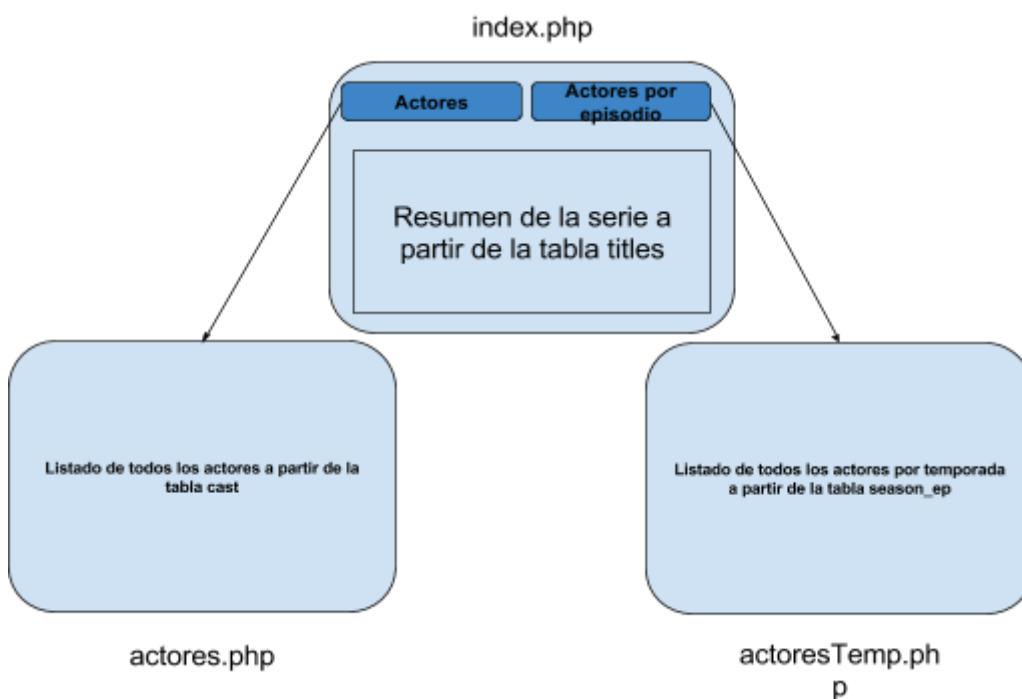 index.php
Actores
Actores por
episodio
Resumen de la serie a
partir de la tabla titles
Listado de todos los actores a partir de la
tabla cast
Listado de todos los actores por temporada
a partir de la tabla season_ep
actores.php
actoresTemp.ph
p